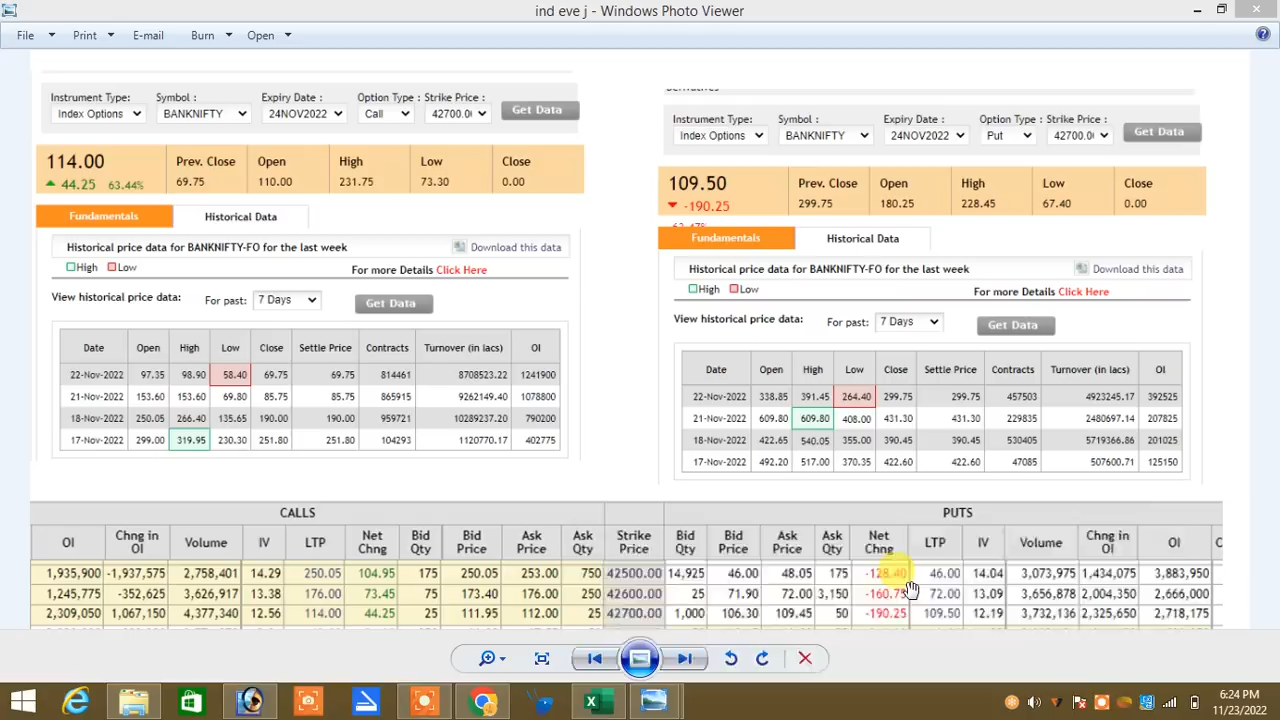 ind eve j - Windows Photo Viewer
File Print E-mail Burn Open
Instrument Type: Symbol : Expiry Date : Option Type : Strike Price :
Index Options BANKNIFTY 24NOV2022 Call 42700.0 Get Data
114.00 Prev. Close Open High Low Close
44.25 63.44% 69.75 110.00 231.75 73.30 0.00
Fundamentals Historical Data
Historical price data for BANKNIFTY-FO for the last week Download this data
High Low For more Details Click Here
View historical price data: For past: 7 Days Get Data
Date Open High Low Close Settle Price Contracts Turnover (in lacs) OI
22-Nov-2022 97.35 98.90 58.40 69.75 69.75 814461 8708523.22 1241900
21-Nov-2022 153.60 153.60 69.80 85.75 85.75 865915 9262149.40 1078800
18-Nov-2022 250.05 266.40 135.65 190.00 190.00 959721 10289237.20 790200
17-Nov-2022 299.00 319.95 230.30 251.80 251.80 104293 1120770.17 402775
Derivatives
Instrument Type: Symbol : Expiry Date : Option Type : Strike Price :
Index Options BANKNIFTY 24NOV2022 Put 42700.0 Get Data
109.50 Prev. Close Open High Low Close
-190.25 299.75 180.25 228.45 67.40 0.00
Fundamentals Historical Data
Historical price data for BANKNIFTY-FO for the last week Download this data
High Low For more Details Click Here
View historical price data: For past: 7 Days Get Data
Date Open High Low Close Settle Price Contracts Turnover (in lacs) OI
22-Nov-2022 338.85 391.45 264.40 299.75 299.75 457503 4923245.17 392525
21-Nov-2022 609.80 609.80 408.00 431.30 431.30 229835 2480697.14 207825
18-Nov-2022 422.65 540.05 355.00 390.45 390.45 530405 5719366.86 201025
17-Nov-2022 492.20 517.00 370.35 422.60 422.60 47085 507600.71 125150
CALLS PUTS
OI Chng in OI Volume IV LTP Net Chng Bid Qty Bid Price Ask Price Ask Qty Strike Price Bid Qty Bid Price Ask Price Ask Qty Net Chng LTP IV Volume Chng in OI OI
1,935,900 -1,937,575 2,758,401 14.29 250.05 104.95 175 250.05 253.00 750 42500.00 14,925 46.00 48.05 175 -128.40 46.00 14.04 3,073,975 1,434,075 3,883,950
1,245,775 -352,625 3,626,917 13.38 176.00 73.45 75 173.40 176.00 250 42600.00 25 71.90 72.00 3,150 -160.75 72.00 13.09 3,656,878 2,004,350 2,666,000
2,309,050 1,067,150 4,377,340 12.56 114.00 44.25 25 111.95 112.00 25 42700.00 1,000 106.30 109.45 50 -190.25 109.50 12.19 3,732,136 2,325,650 2,718,175
6:24 PM
11/23/2022